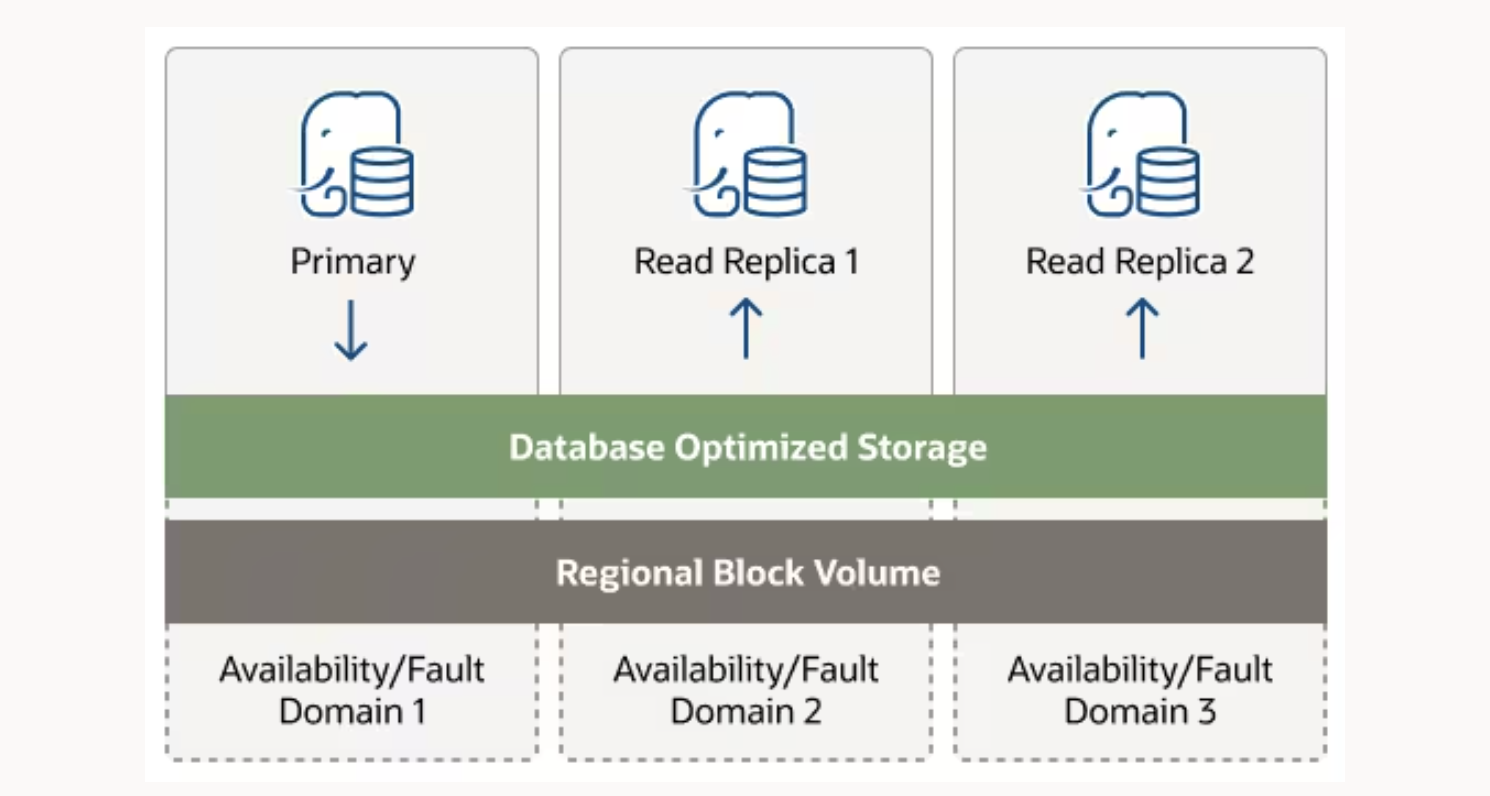 Primary
Read Replica 1
Read Replica 2
Database Optimized Storage
Regional Block Volume
Availability/Fault
Domain 1
Availability/Fault
Domain 2
Availability/Fault
Domain 3